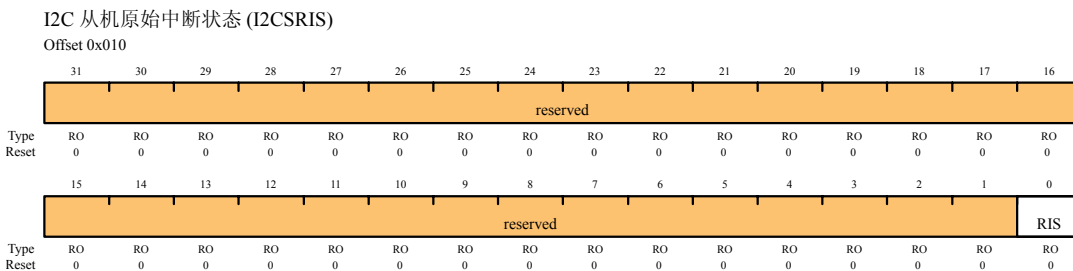 I2C 从机原始中断状态 (I2CSRIS)
Offset 0x010
31 30 29 28 27 26 25 24 23 22 21 20 19 18 17 16
reserved
Type RO RO RO RO RO RO RO RO RO RO RO RO RO RO RO RO
Reset 0 0 0 0 0 0 0 0 0 0 0 0 0 0 0 0
15 14 13 12 11 10 9 8 7 6 5 4 3 2 1 0
reserved RIS
Type RO RO RO RO RO RO RO RO RO RO RO RO RO RO RO RO
Reset 0 0 0 0 0 0 0 0 0 0 0 0 0 0 0 0